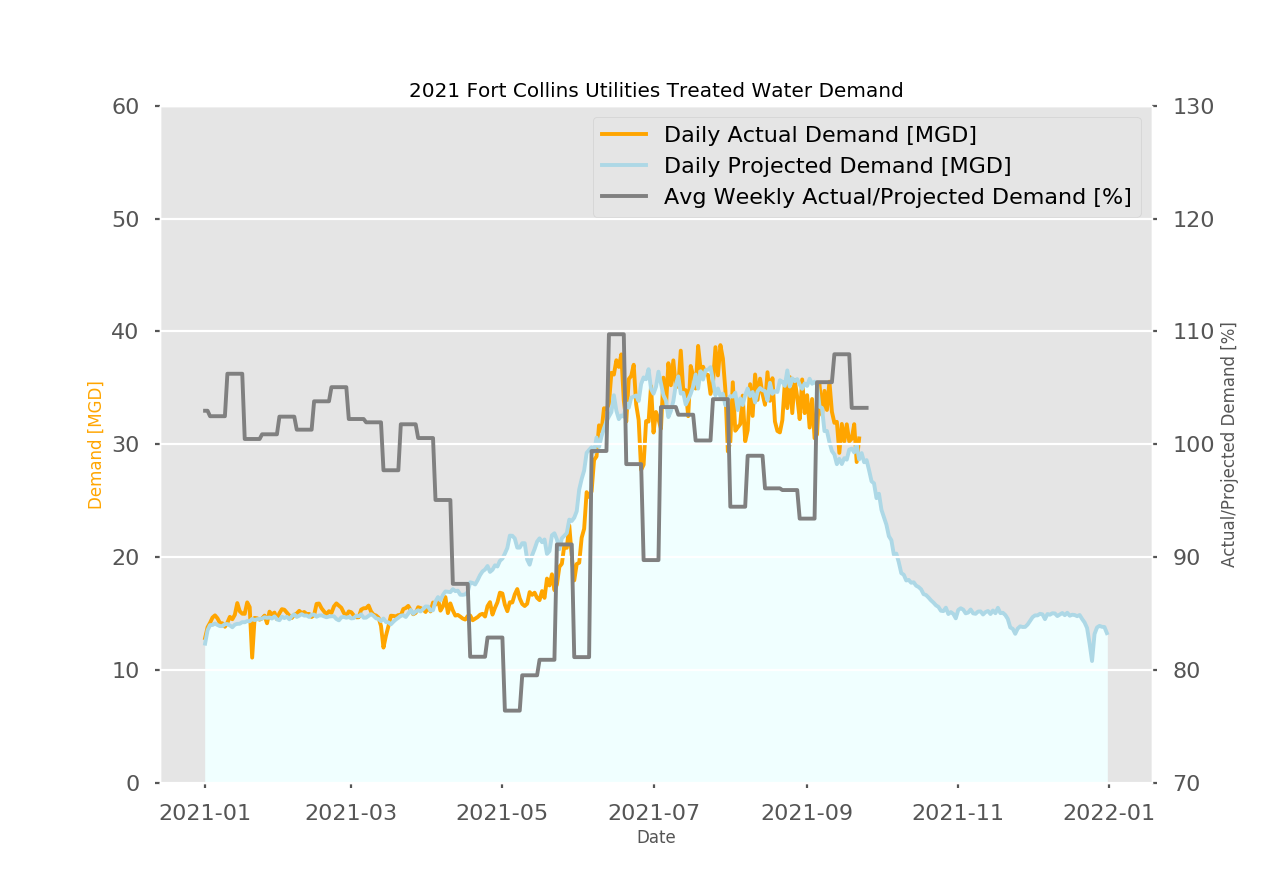 2021 Fort Collins Utilities Treated Water Demand
Daily Actual Demand [MGD]
Daily Projected Demand [MGD]
Avg Weekly Actual/Projected Demand [%]
60
50
40
30
20
10
0
Demand [MGD]
130
120
110
100
90
80
70
Actual/Projected Demand [%]
2021-01 2021-03 2021-05 2021-07 2021-09 2021-11 2022-01
Date